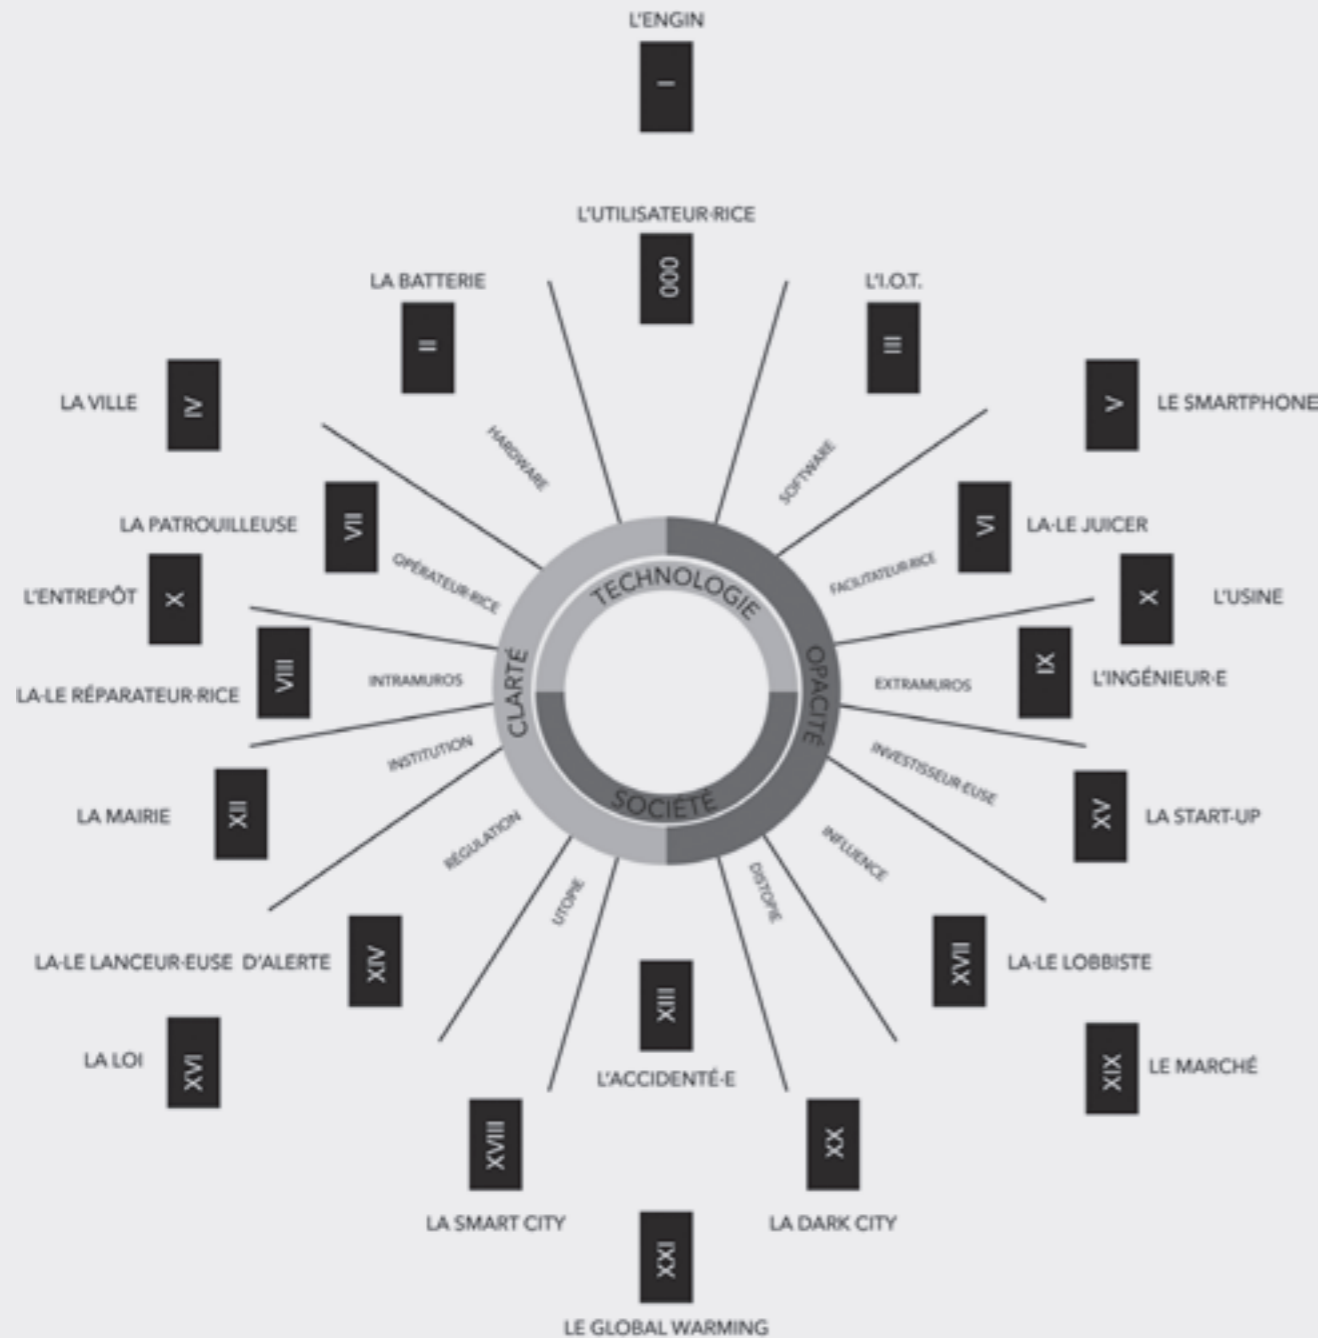 L'ENGIN
I
L'UTILISATEUR·RICE
000
LA BATTERIE
II
L'I.O.T.
III
LA VILLE
IV
V
LE SMARTPHONE
HARDWARE
SOFTWARE
LA PATROUILLEUSE
VII
VI
LA·LE JUICER
OPÉRATEUR·RICE
FACILITATEUR·RICE
L'ENTREPÔT
X
X
L'USINE
TECHNOLOGIE
CLARTÉ
OPACITÉ
SOCIÉTÉ
LA·LE RÉPARATEUR·RICE
VIII
INTRAMUROS
EXTRAMUROS
IX
L'INGÉNIEUR·E
INSTITUTION
INVESTISSEUR·EUSE
LA MAIRIE
XII
XV
LA START-UP
RÉGULATION
INFLUENCE
UTOPIE
DISTOPIE
LA·LE LANCEUR·EUSE D'ALERTE
XIV
XVII
LA·LE LOBBISTE
XIII
L'ACCIDENTÉ·E
LA LOI
XVI
XIX
LE MARCHÉ
XVIII
LA SMART CITY
XX
LA DARK CITY
XXI
LE GLOBAL WARMING